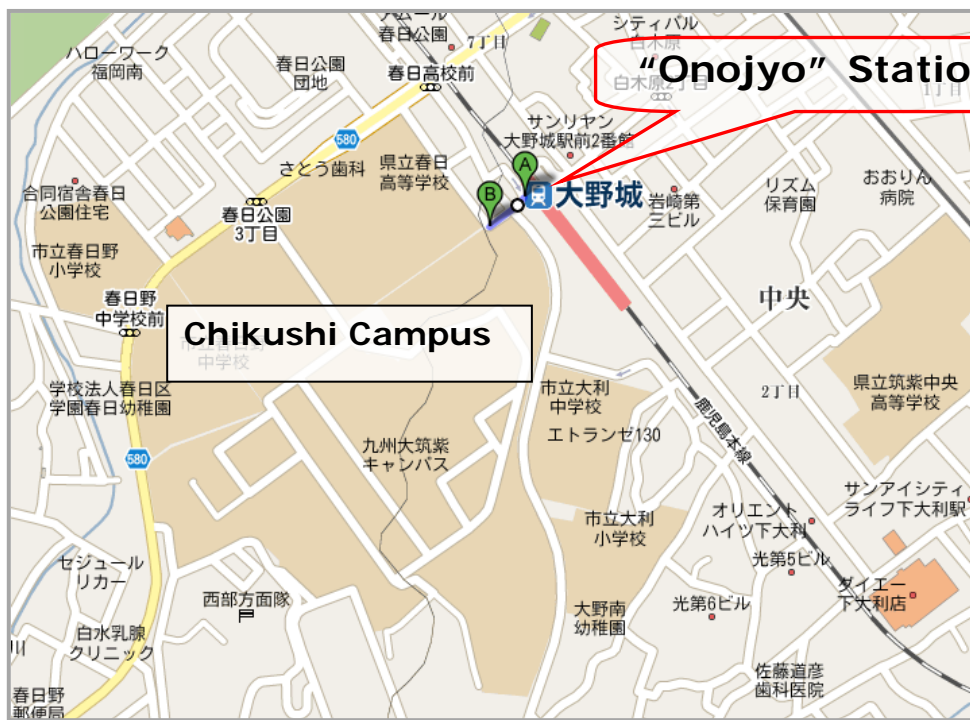 アムール
春日公園
7丁目
シティパル
白木原
ハローワーク
福岡南
春日公園
団地
春日高校前
“Onojyo” Statio
白木原2丁目
1丁目
サンリヤン
大野城駅前2番館
580
さとう歯科
県立春日
高等学校
A
B
大野城
合同宿舎春日
公園住宅
春日公園
3丁目
岩崎第
三ビル
リズム
保育園
おおりん
病院
市立春日野
小学校
春日野
中学校前
Chikushi Campus
市立春日野
中学校
中央
学校法人春日区
学園春日幼稚園
市立大利
中学校
2丁目
県立筑紫中央
高等学校
エトランゼ130
鹿児島本線
九州大筑紫
キャンパス
580
サンアイシティ
ライフ下大利駅
オリエント
ハイツ下大利
市立大利
小学校
光第5ビル
セジュール
リカー
西部方面隊
大野南
幼稚園
光第6ビル
ダイエー
下大利店
白水乳腺
クリニック
川
佐藤道彦
歯科医院
春日野
郵便局